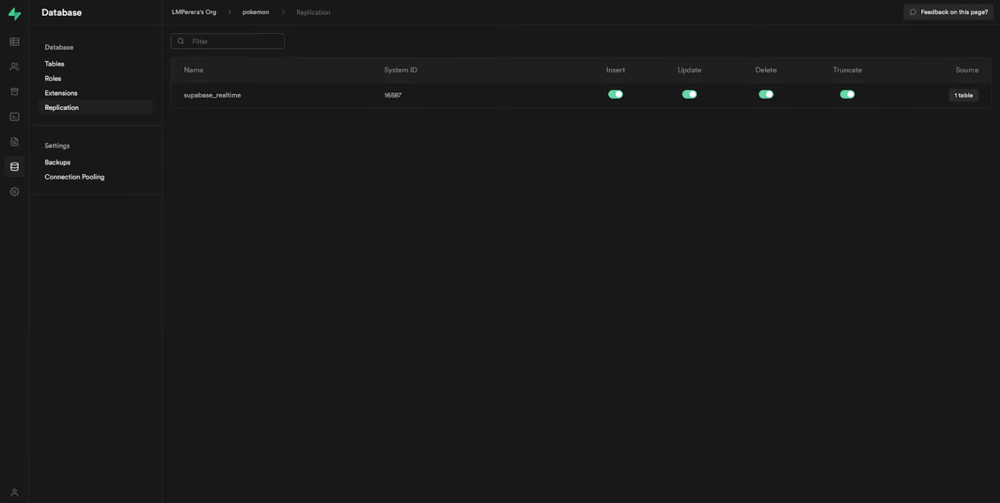 Database
LMPerera's Org > pokemon > Replication
Feedback on this page?
Database
Tables
Roles
Extensions
Replication
Settings
Backups
Connection Pooling
Filter
Name System ID Insert Update Delete Truncate Source
supabase_realtime 16587 1 table